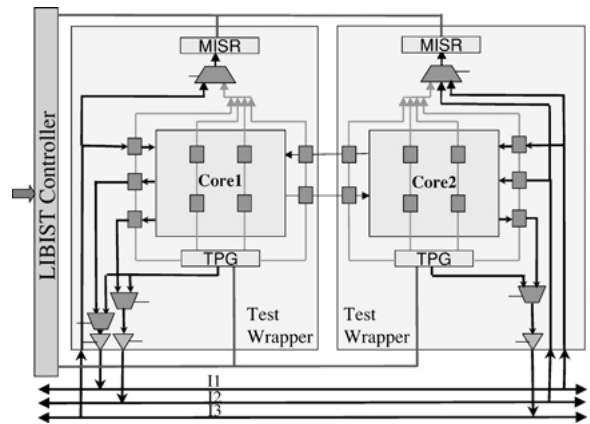 MISR
MISR
LIBIST Controller
Core1
Core2
TPG
TPG
Test
Wrapper
Test
Wrapper
I1
I2
I3